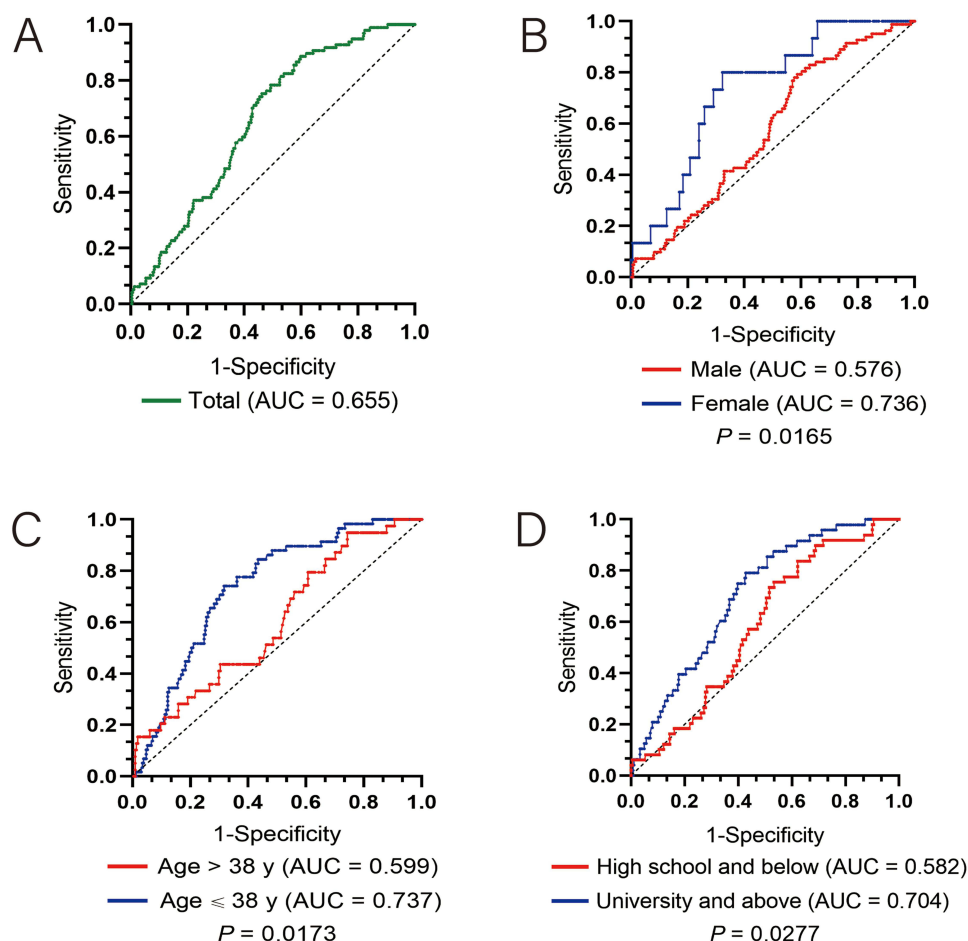 A
1.0
0.8
0.6
0.4
0.2
0.0
Sensitivity
0.0 0.2 0.4 0.6 0.8 1.0
1-Specificity
Total (AUC = 0.655)
B
1.0
0.8
0.6
0.4
0.2
0.0
Sensitivity
0.0 0.2 0.4 0.6 0.8 1.0
1-Specificity
Male (AUC = 0.576)
Female (AUC = 0.736)
P = 0.0165
C
1.0
0.8
0.6
0.4
0.2
0.0
Sensitivity
0.0 0.2 0.4 0.6 0.8 1.0
1-Specificity
Age > 38 y (AUC = 0.599)
Age ⩽ 38 y (AUC = 0.737)
P = 0.0173
D
1.0
0.8
0.6
0.4
0.2
0.0
Sensitivity
0.0 0.2 0.4 0.6 0.8 1.0
1-Specificity
High school and below (AUC = 0.582)
University and above (AUC = 0.704)
P = 0.0277